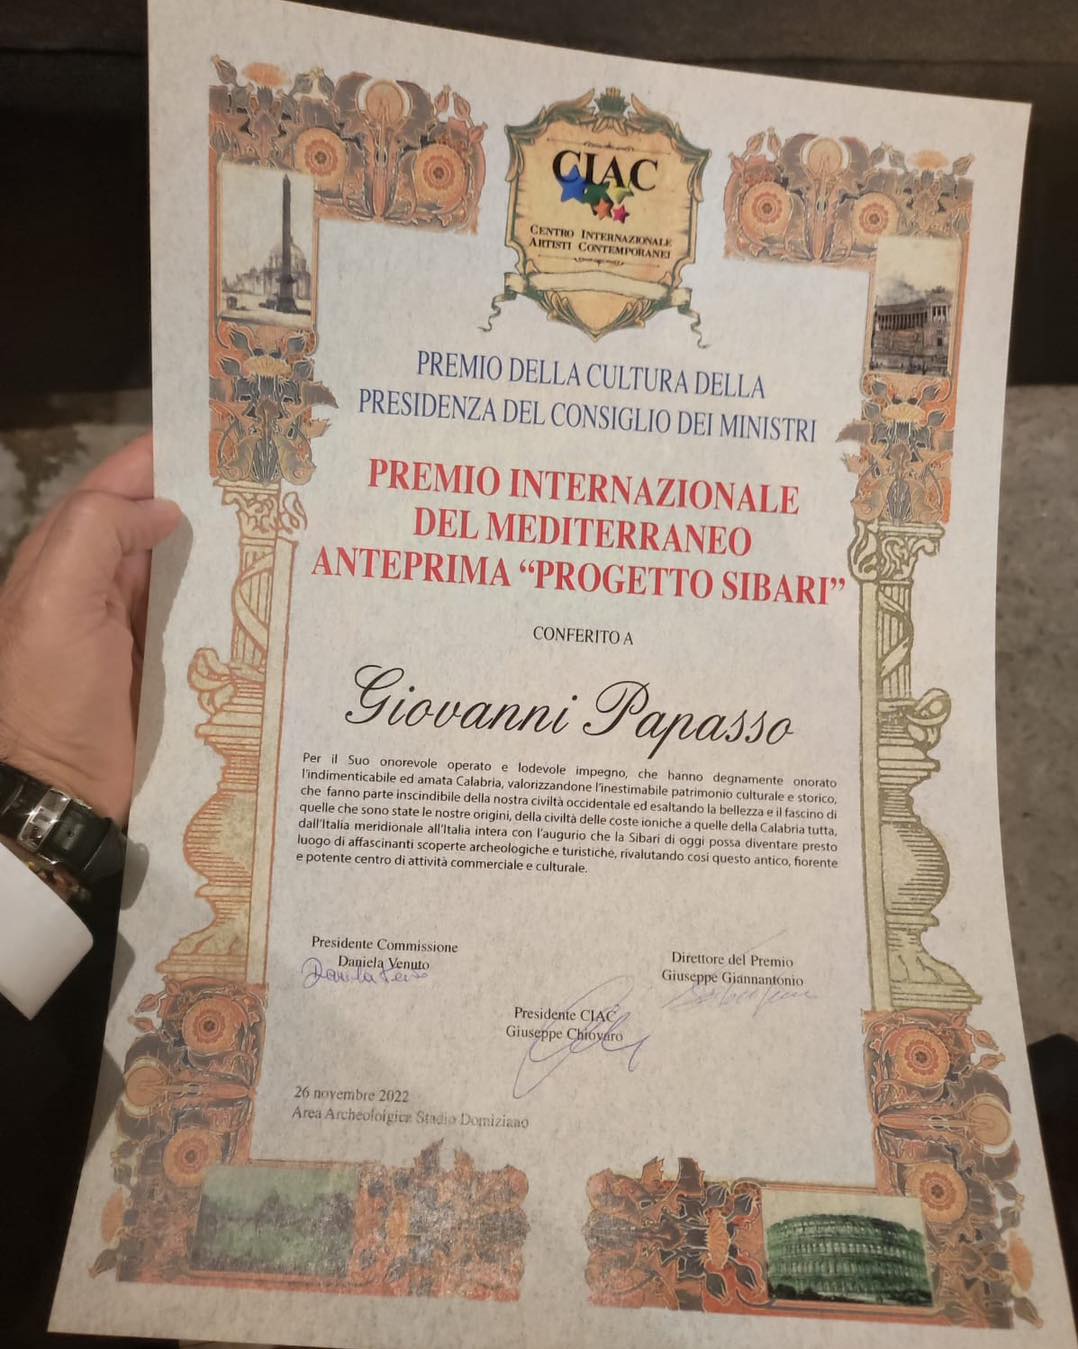 CIAC
CENTRO INTERNAZIONALE
ARTISTI CONTEMPORANEI
PREMIO DELLA CULTURA DELLA
PRESIDENZA DEL CONSIGLIO DEI MINISTRI
PREMIO INTERNAZIONALE
DEL MEDITERRANEO
ANTEPRIMA “PROGETTO SIBARI”
CONFERITO A
Giovanni Papasso
Per il Suo onorevole operato e lodevole impegno, che hanno degnamente onorato
l'indimenticabile ed amata Calabria, valorizzandone l'inestimabile patrimonio culturale e storico,
che fanno parte inscindibile della nostra civiltà occidentale ed esaltando la bellezza e il fascino di
quelle che sono state le nostre origini, della civiltà delle coste ioniche a quelle della Calabria tutta,
dall'Italia meridionale all'Italia intera con l'augurio che la Sibari di oggi possa diventare presto
luogo di affascinanti scoperte archeologiche e turistiche, rivalutando così questo antico, fiorente
e potente centro di attività commerciale e culturale.
Presidente Commissione
Daniela Venuto
Direttore del Premio
Giuseppe Giannantonio
Presidente CIAC
Giuseppe Chiovaro
26 novembre 2022
Area Archeoloigica Stadio Domiziano